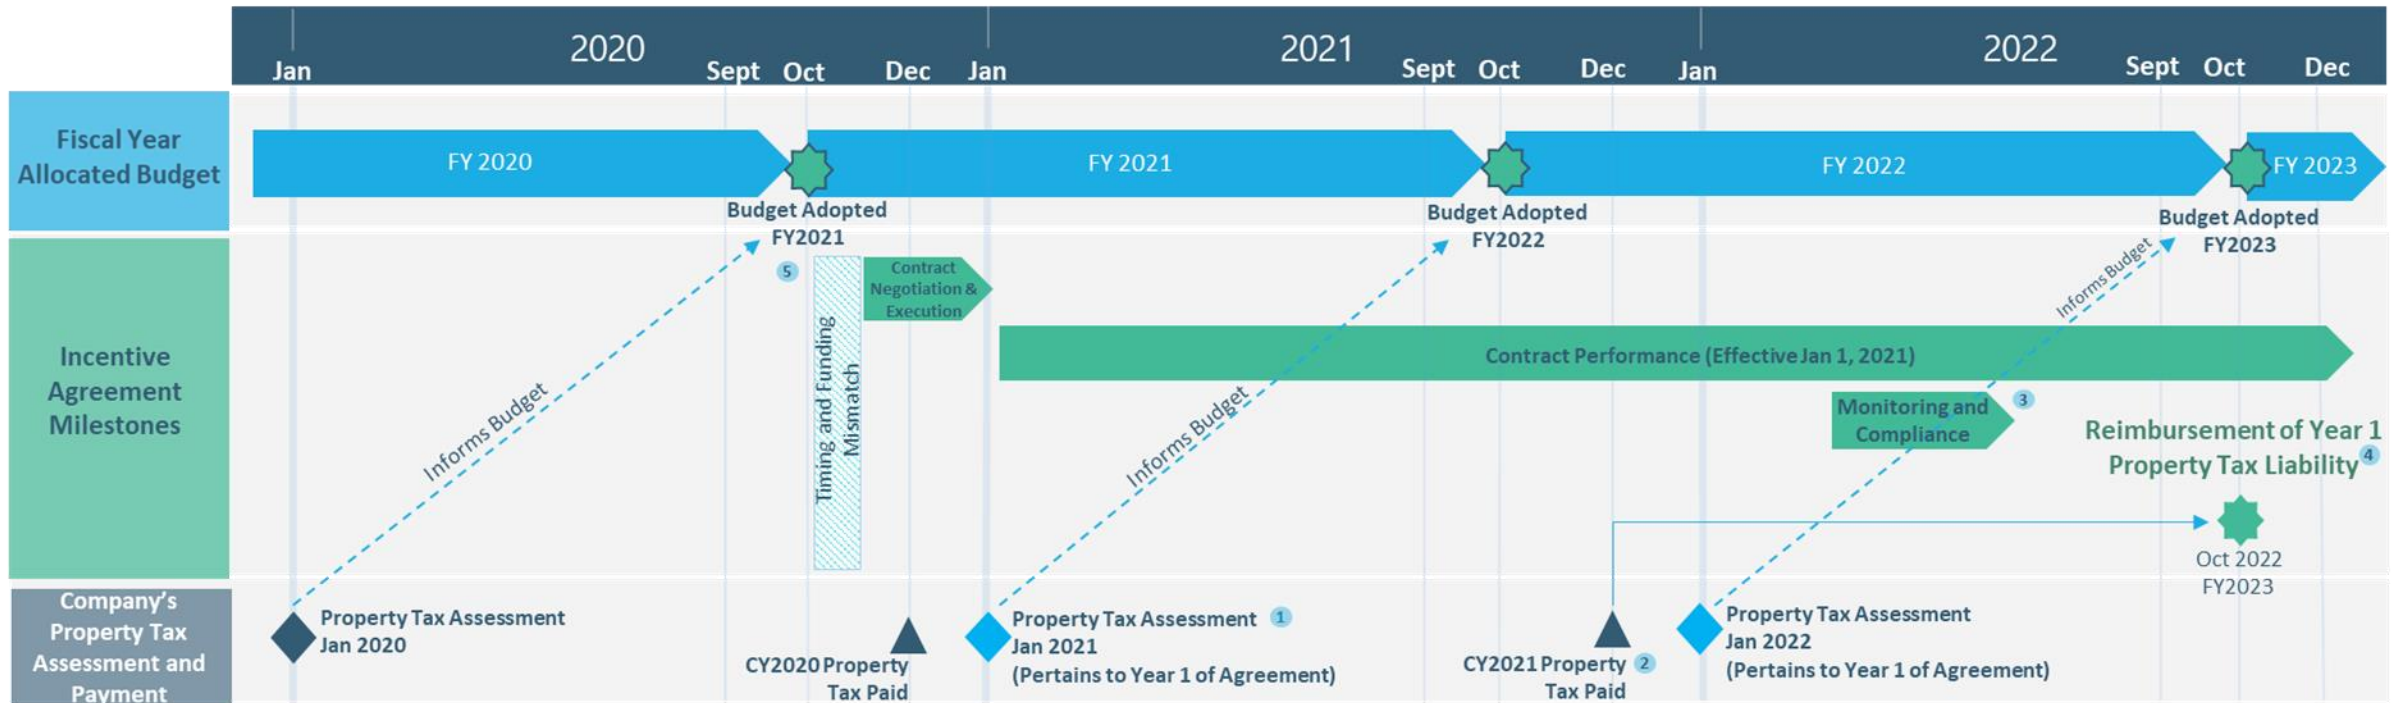 2020
2021
2022
Jan
Sept
Oct
Dec
Jan
Sept
Oct
Dec
Jan
Sept
Oct
Dec
Fiscal Year
Allocated Budget
FY 2020
FY 2021
FY 2022
FY 2023
Budget Adopted
FY2021
Budget Adopted
FY2022
Budget Adopted
FY2023
Incentive
Agreement
Milestones
Informs Budget
5
Timing and Funding
Mismatch
Contract
Negotiation &
Execution
Informs Budget
Contract Performance (Effective Jan 1, 2021)
Informs Budget
Monitoring and
Compliance
3
Reimbursement of Year 1
Property Tax Liability 4
Oct 2022
FY2023
Company's
Property Tax
Assessment and
Payment
Property Tax Assessment
Jan 2020
CY2020 Property
Tax Paid
Property Tax Assessment 1
Jan 2021
(Pertains to Year 1 of Agreement)
CY2021 Property 2
Tax Paid
Property Tax Assessment
Jan 2022
(Pertains to Year 1 of Agreement)